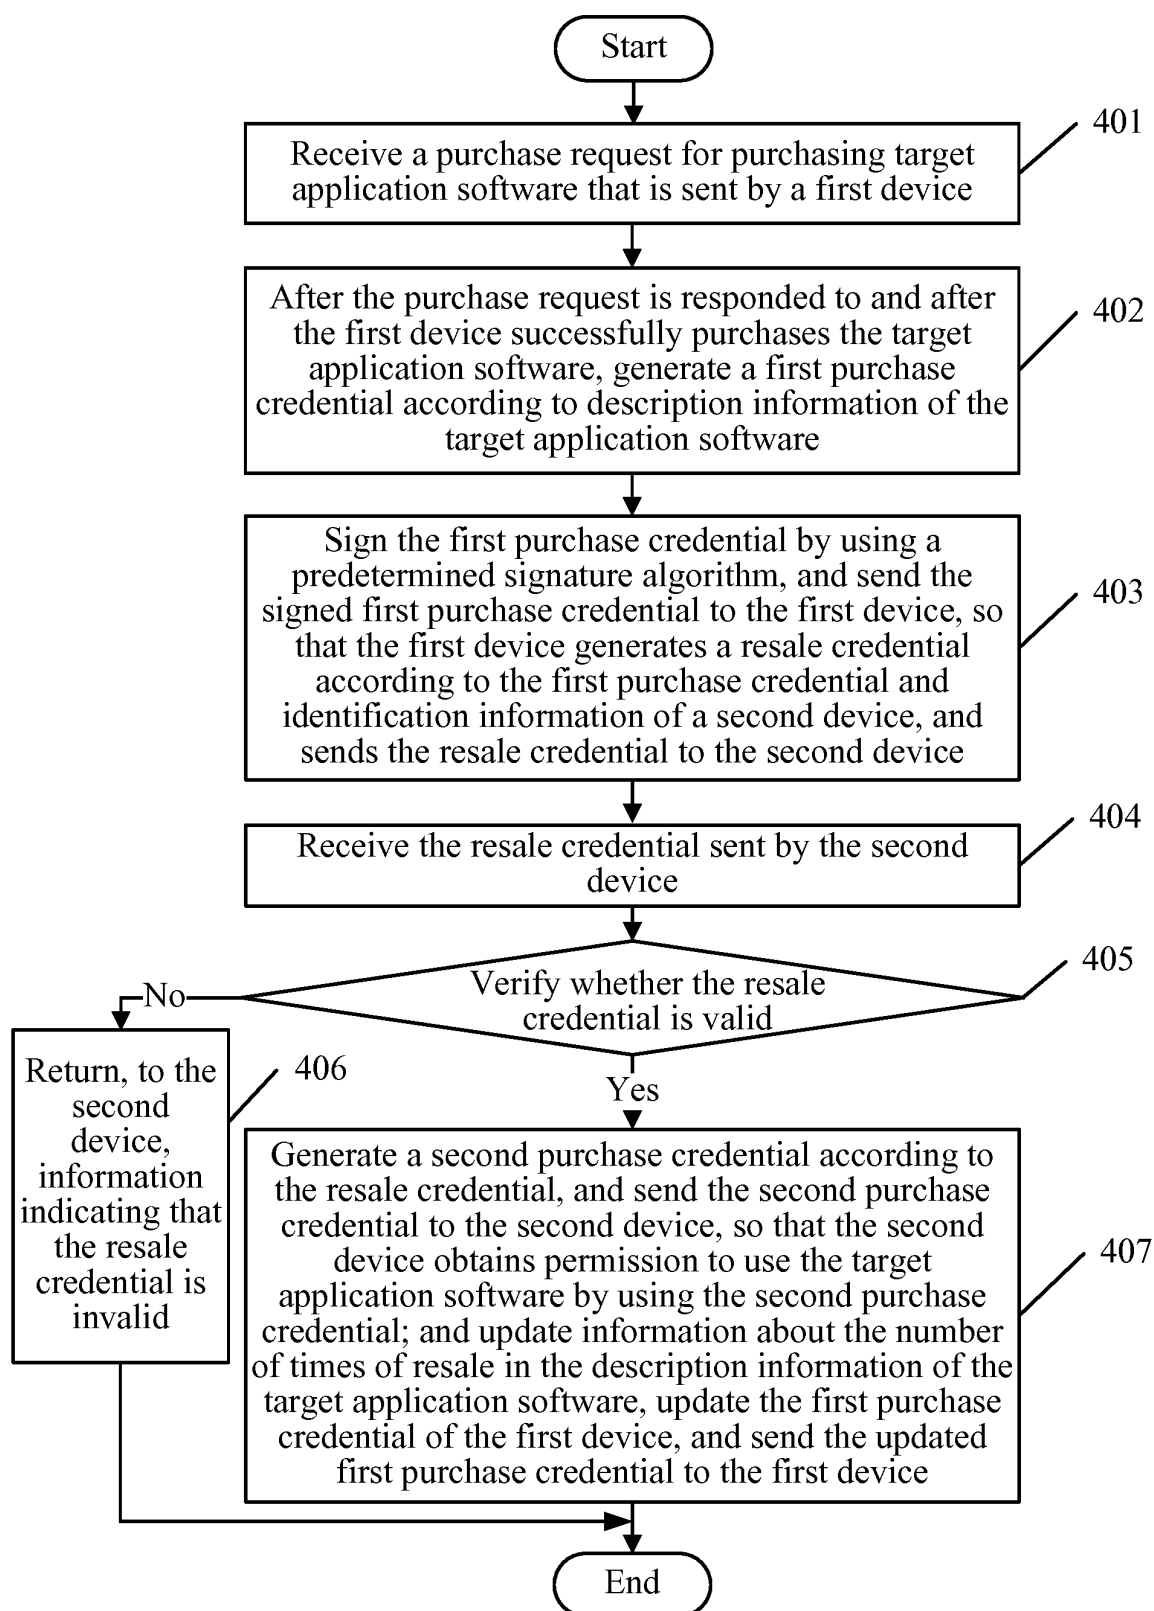 Start
401
Receive a purchase request for purchasing target
application software that is sent by a first device
402
After the purchase request is responded to and after
the first device successfully purchases the target
application software, generate a first purchase
credential according to description information of the
target application software
403
Sign the first purchase credential by using a
predetermined signature algorithm, and send the
signed first purchase credential to the first device, so
that the first device generates a resale credential
according to the first purchase credential and
identification information of a second device, and
sends the resale credential to the second device
404
Receive the resale credential sent by the second
device
405
Verify whether the resale
credential is valid
No
406
Return, to the
second
device,
information
indicating that
the resale
credential is
invalid
Yes
407
Generate a second purchase credential according to
the resale credential, and send the second purchase
credential to the second device, so that the second
device obtains permission to use the target
application software by using the second purchase
credential; and update information about the number
of times of resale in the description information of the
target application software, update the first purchase
credential of the first device, and send the updated
first purchase credential to the first device
End